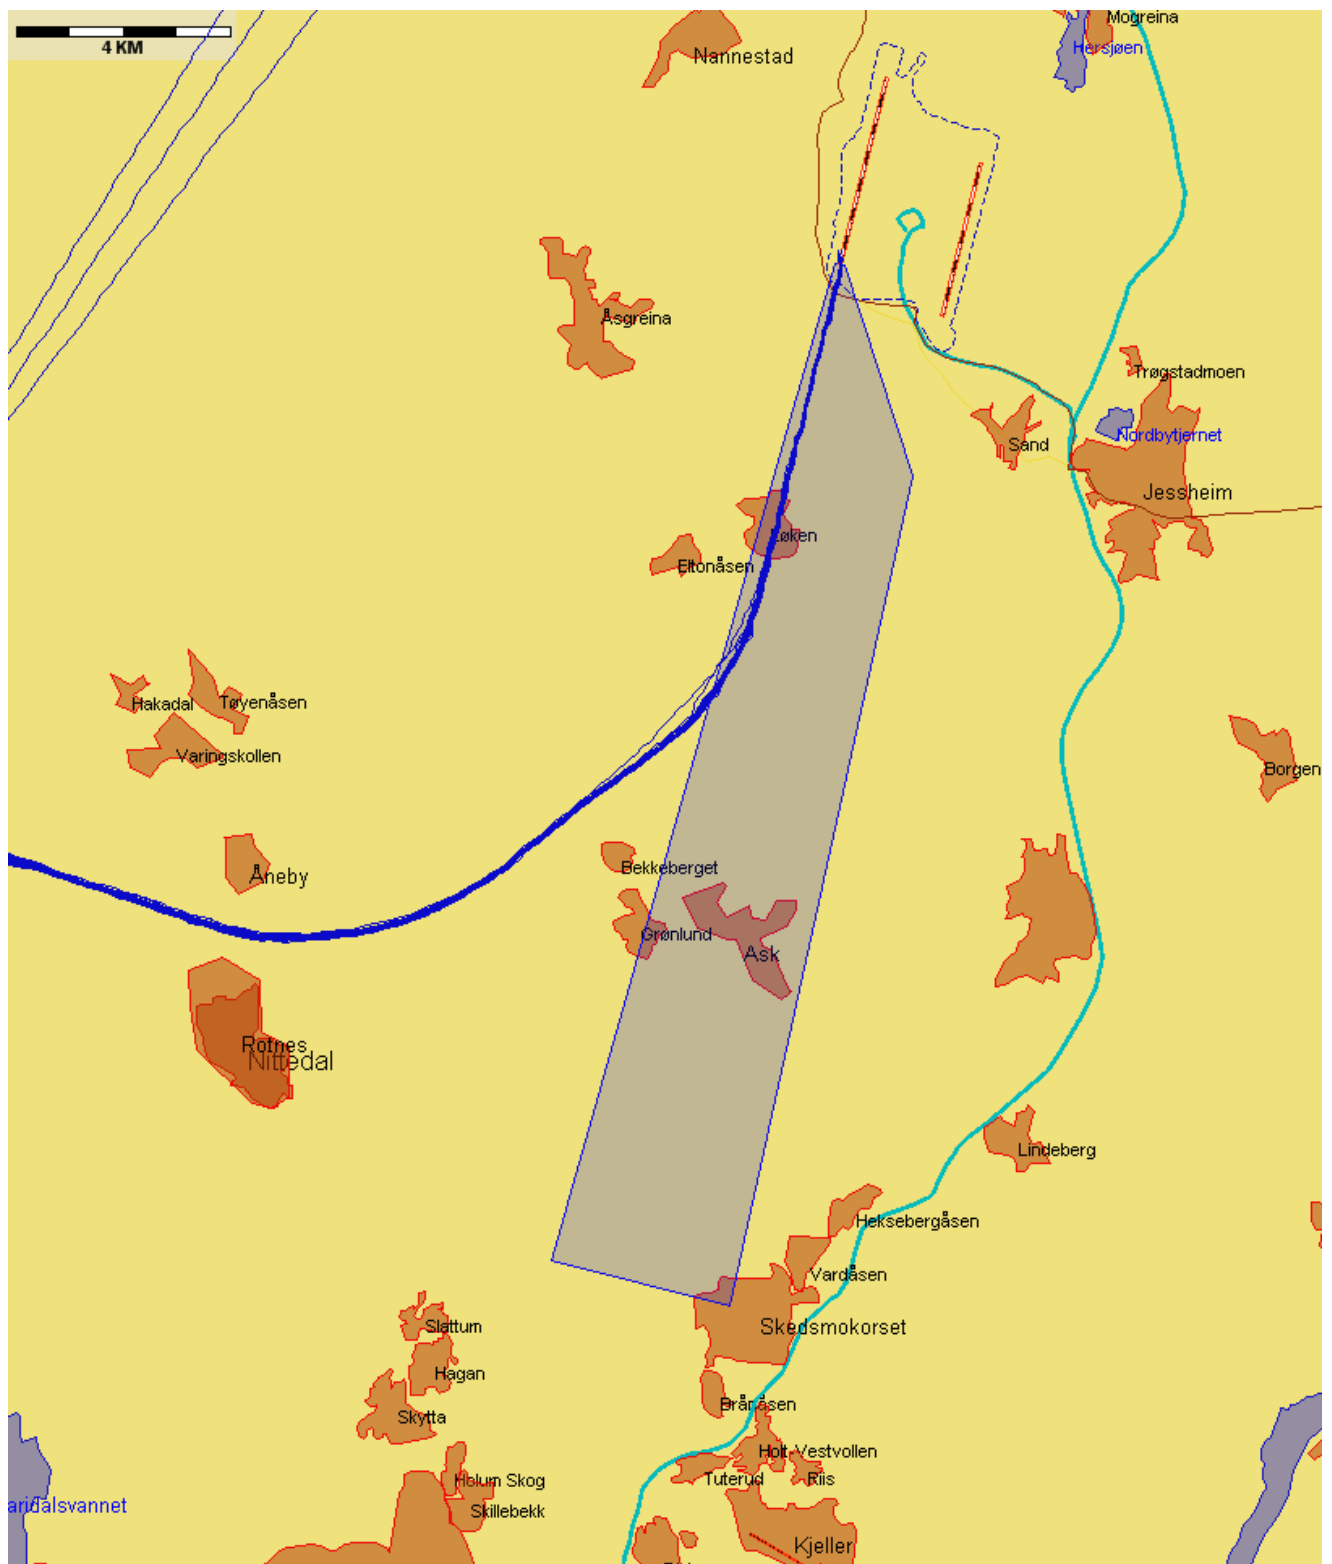 Mogreina
4 KM
Hersjøen
Nannestad
Åsgreina
Trøgstadmoen
Nordbytjernet
Sand
Jessheim
Løken
Eltonåsen
Hakadal
Tøyenåsen
Varingskollen
Borgen
Bekkeberget
Åneby
Grønlund
Ask
Rotnes
Nittedal
Lindeberg
Heksebergåsen
Vardåsen
Slattum
Skedsmokorset
Hagan
Brånåsen
Skytta
Holt-Vestvollen
Holum Skog
Tuterud
Riis
aridalsvannet
Skillebekk
Kjeller